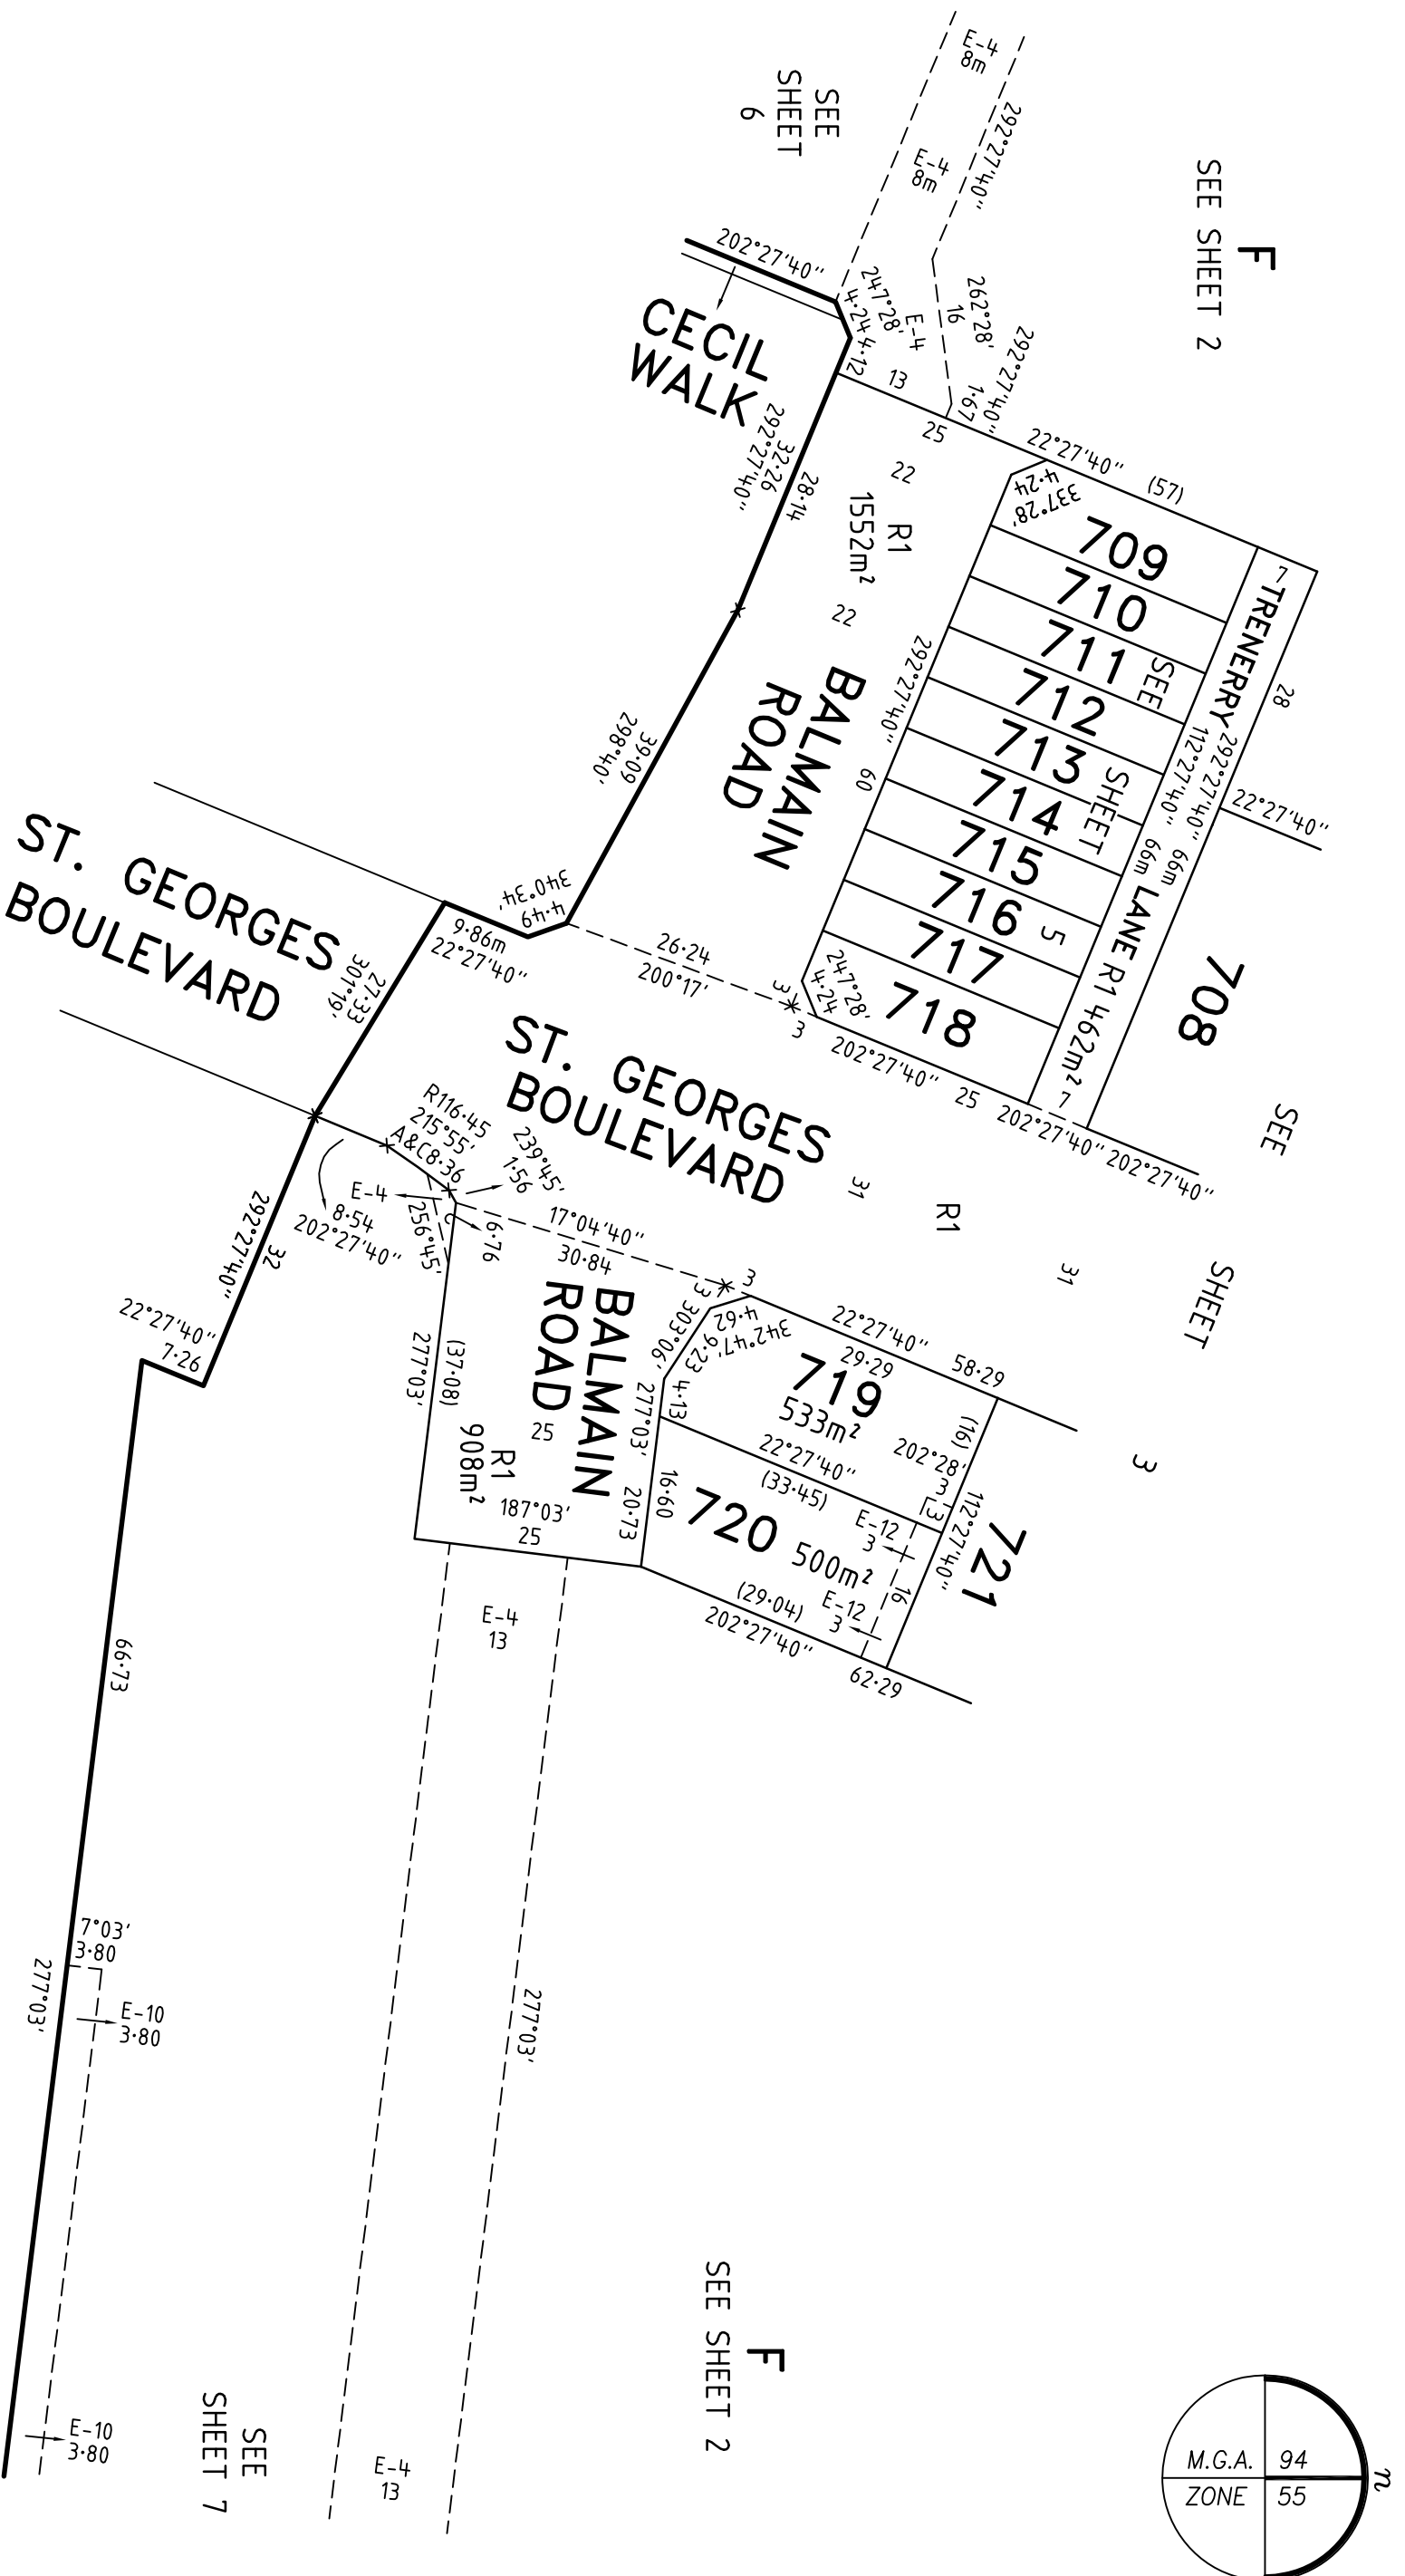 F
SEE SHEET 2
E-4
8m
292°27'40"
E-4
8m
SEE
SHEET
6
202°27'40"
CECIL
WALK
247°28'
4·24
4·12
E-4
16
262°28'
292°27'40"
1·67
13
25
22°27'40" (57)
337°28'
4·24
22
R1
1552m²
22
28·14
32·26
292°27'40"
709
710
711
712
713
714
715
716
717
718
SEE
SHEET
5
7
TRENERRY
LANE R1 462m²
7
292°27'40" 66m
112°27'40" 66m
28
22°27'40"
708
292°27'40"
60
BALMAIN
ROAD
39·09
298°40'
340°34'
4·49
26·24
200°17'
3
3
247°28'
4·24
202°27'40" 25
202°27'40"
202°27'40"
9·86m
22°27'40"
ST. GEORGES
BOULEVARD
27·33
301°19'
ST. GEORGES
BOULEVARD
31
R1
31
SEE
SHEET
3
R116·45
215°55'
A&C8·36
239°45'
1·56
E-4
256°45'
c
6·76
8·54
202°27'40"
32
292°27'40"
22°27'40"
7·26
17°04'40"
30·84
3
3
303°06'
9·23
342°47'
4·62
22°27'40"
29·29
58·29
719
533m²
(16)
202°28'
3
3
112°27'40"
721
4·13
277°03'
22°27'40"
(33·45)
16·60
20·73
720 500m²
E-12
3
E-12
3
16
(29·04)
202°27'40"
62·29
BALMAIN
ROAD
25
R1
908m²
(37·08)
277°03'
187°03'
25
E-4
13
66·73
277°03'
7°03'
3·80
E-10
3·80
277°03'
F
SEE SHEET 2
SEE
SHEET 7
E-10
3·80
E-4
13
M.G.A. 94
ZONE 55
n